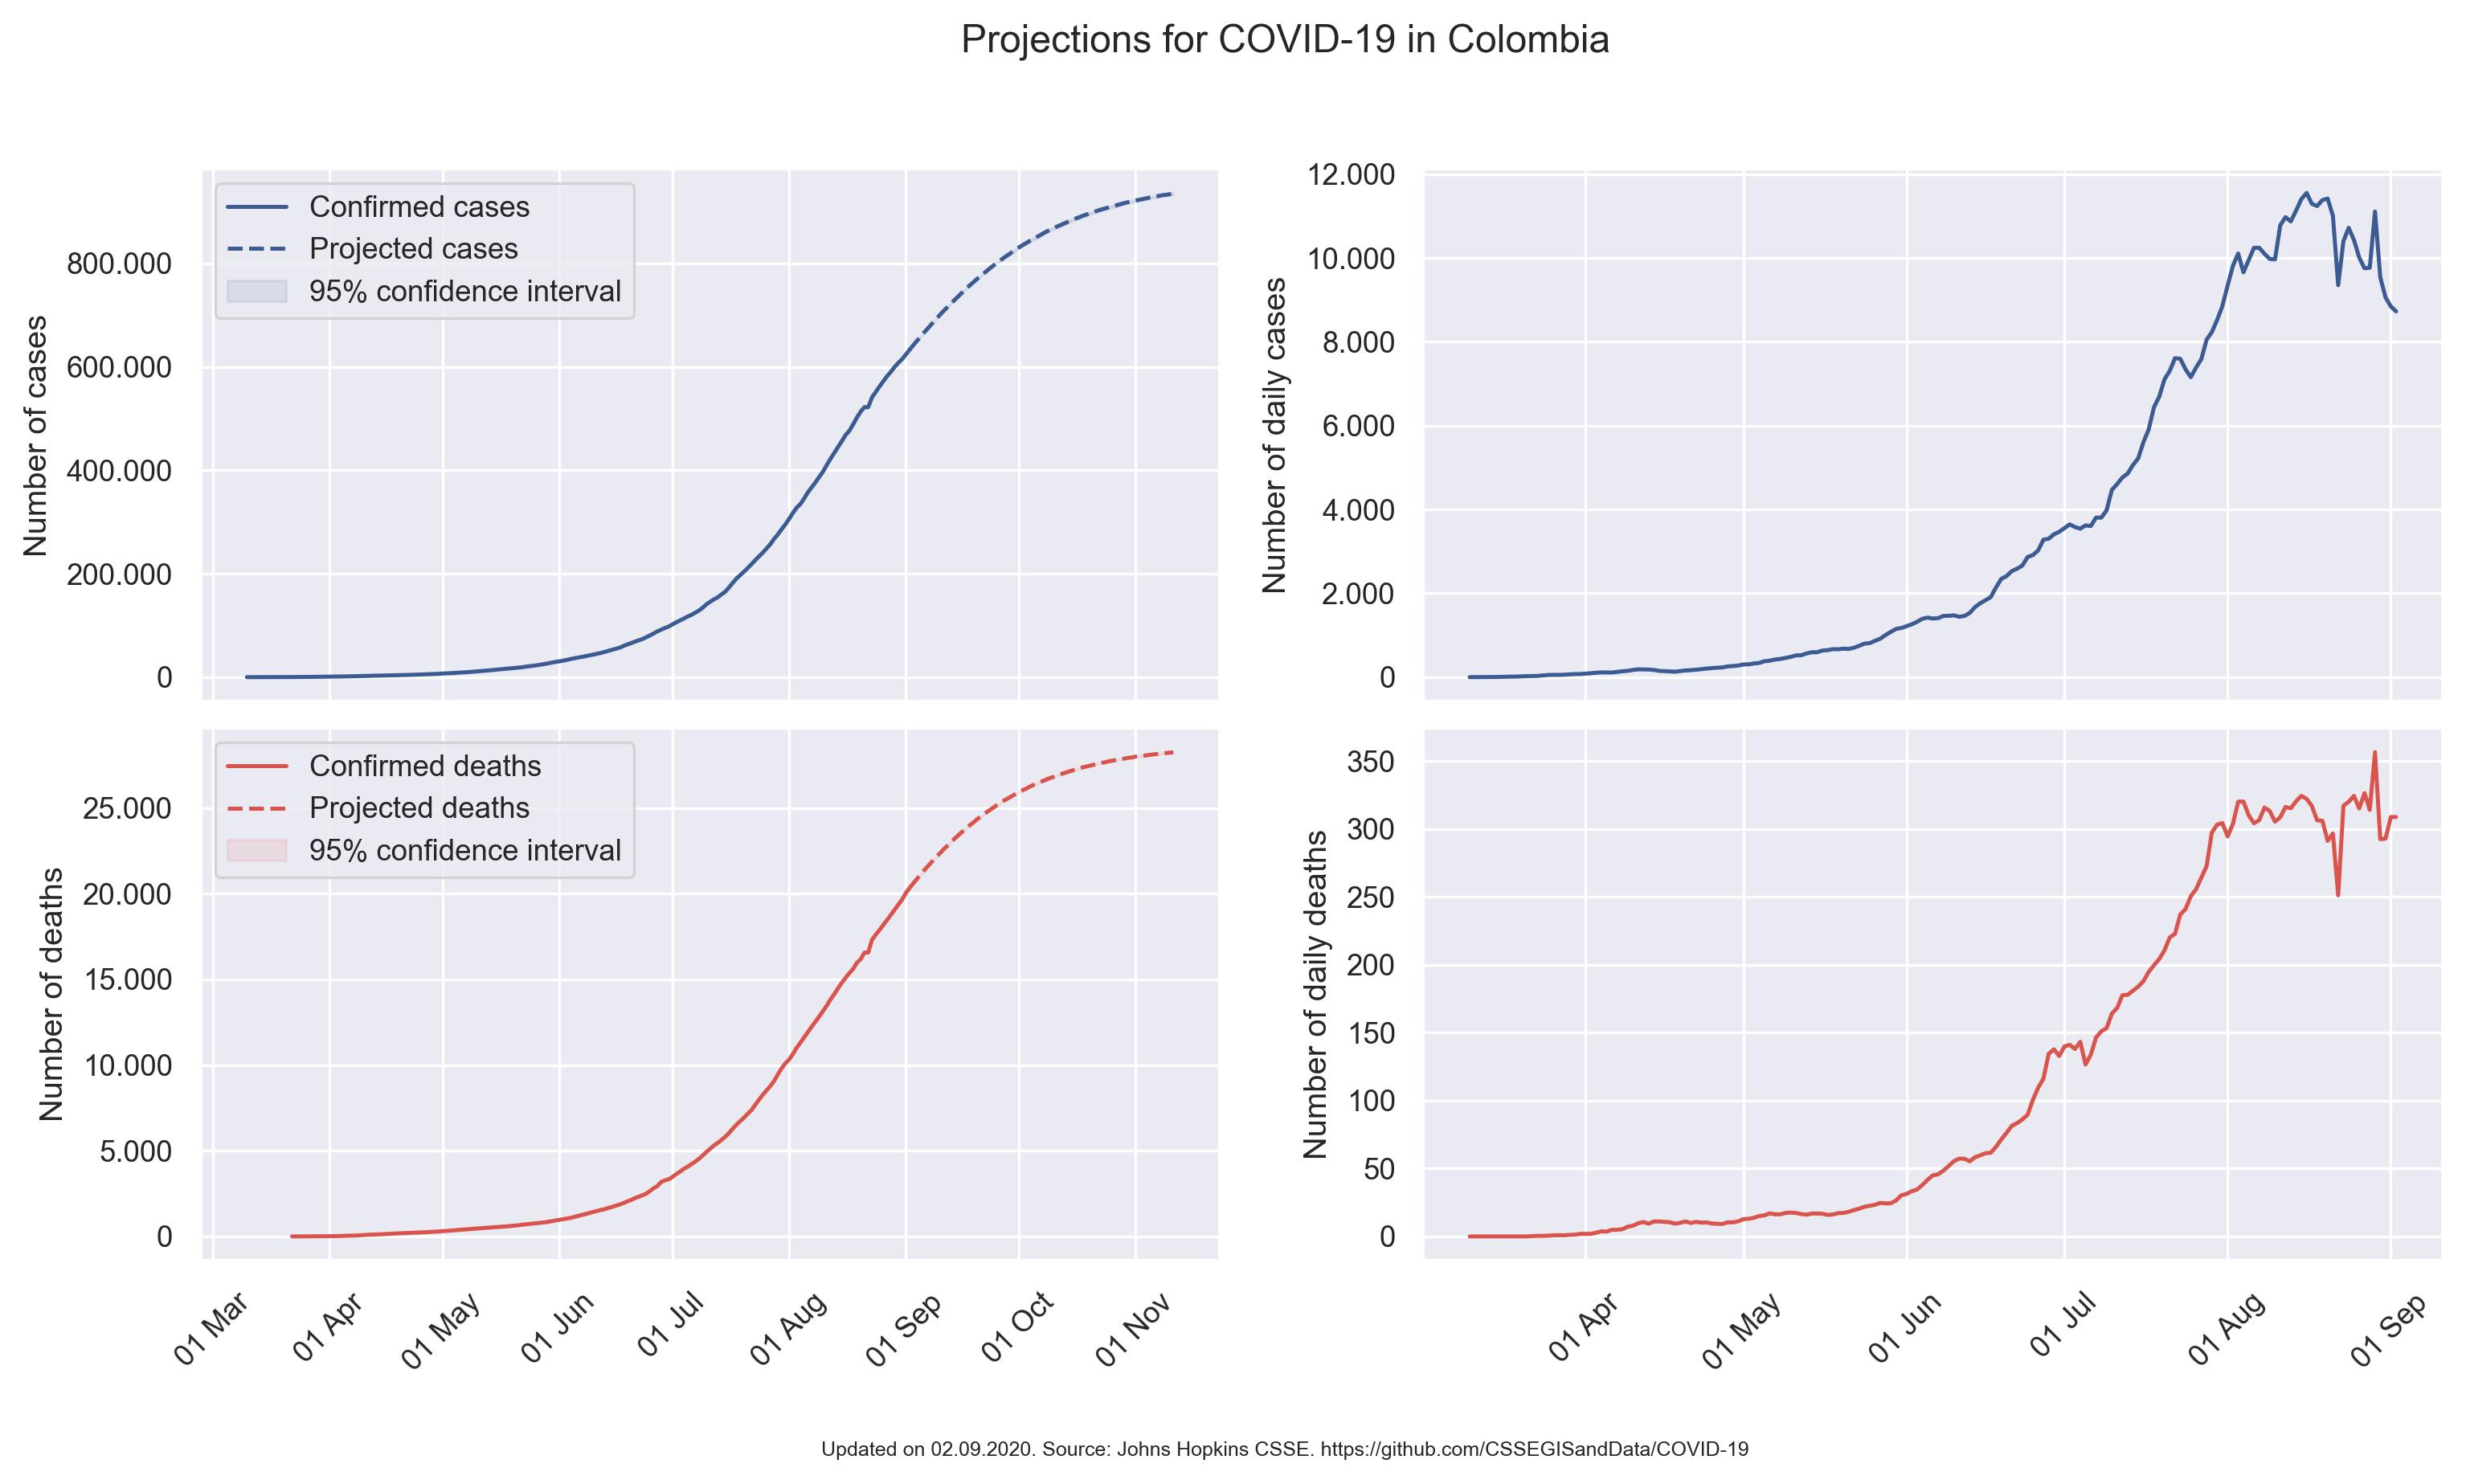 Projections for COVID-19 in Colombia
Number of cases
800.000
600.000
400.000
200.000
0
Confirmed cases
Projected cases
95% confidence interval
Number of daily cases
12.000
10.000
8.000
6.000
4.000
2.000
0
Number of deaths
25.000
20.000
15.000
10.000
5.000
0
Confirmed deaths
Projected deaths
95% confidence interval
01 Mar
01 Apr
01 May
01 Jun
01 Jul
01 Aug
01 Sep
01 Oct
01 Nov
Number of daily deaths
350
300
250
200
150
100
50
0
01 Apr
01 May
01 Jun
01 Jul
01 Aug
01 Sep
Updated on 02.09.2020. Source: Johns Hopkins CSSE. https://github.com/CSSEGISandData/COVID-19